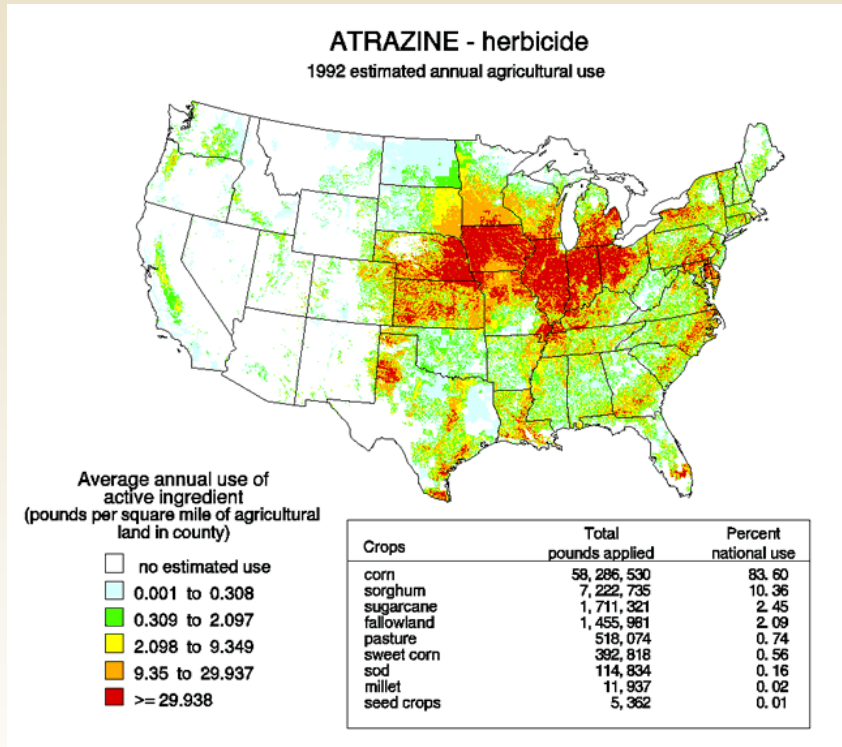 ATRAZINE - herbicide
1992 estimated annual agricultural use
Average annual use of
active ingredient
(pounds per square mile of agricultural
land in county)
no estimated use
0.001 to 0.308
0.309 to 2.097
2.098 to 9.349
9.35 to 29.937
>= 29.938
Crops Total pounds applied Percent national use
corn 58, 286, 530 83. 60
sorghum 7, 222, 735 10. 36
sugarcane 1, 711, 321 2. 45
fallowland 1, 455, 981 2. 09
pasture 518, 074 0. 74
sweet corn 392, 818 0. 56
sod 114, 834 0. 16
millet 11, 937 0. 02
seed crops 5, 362 0. 01